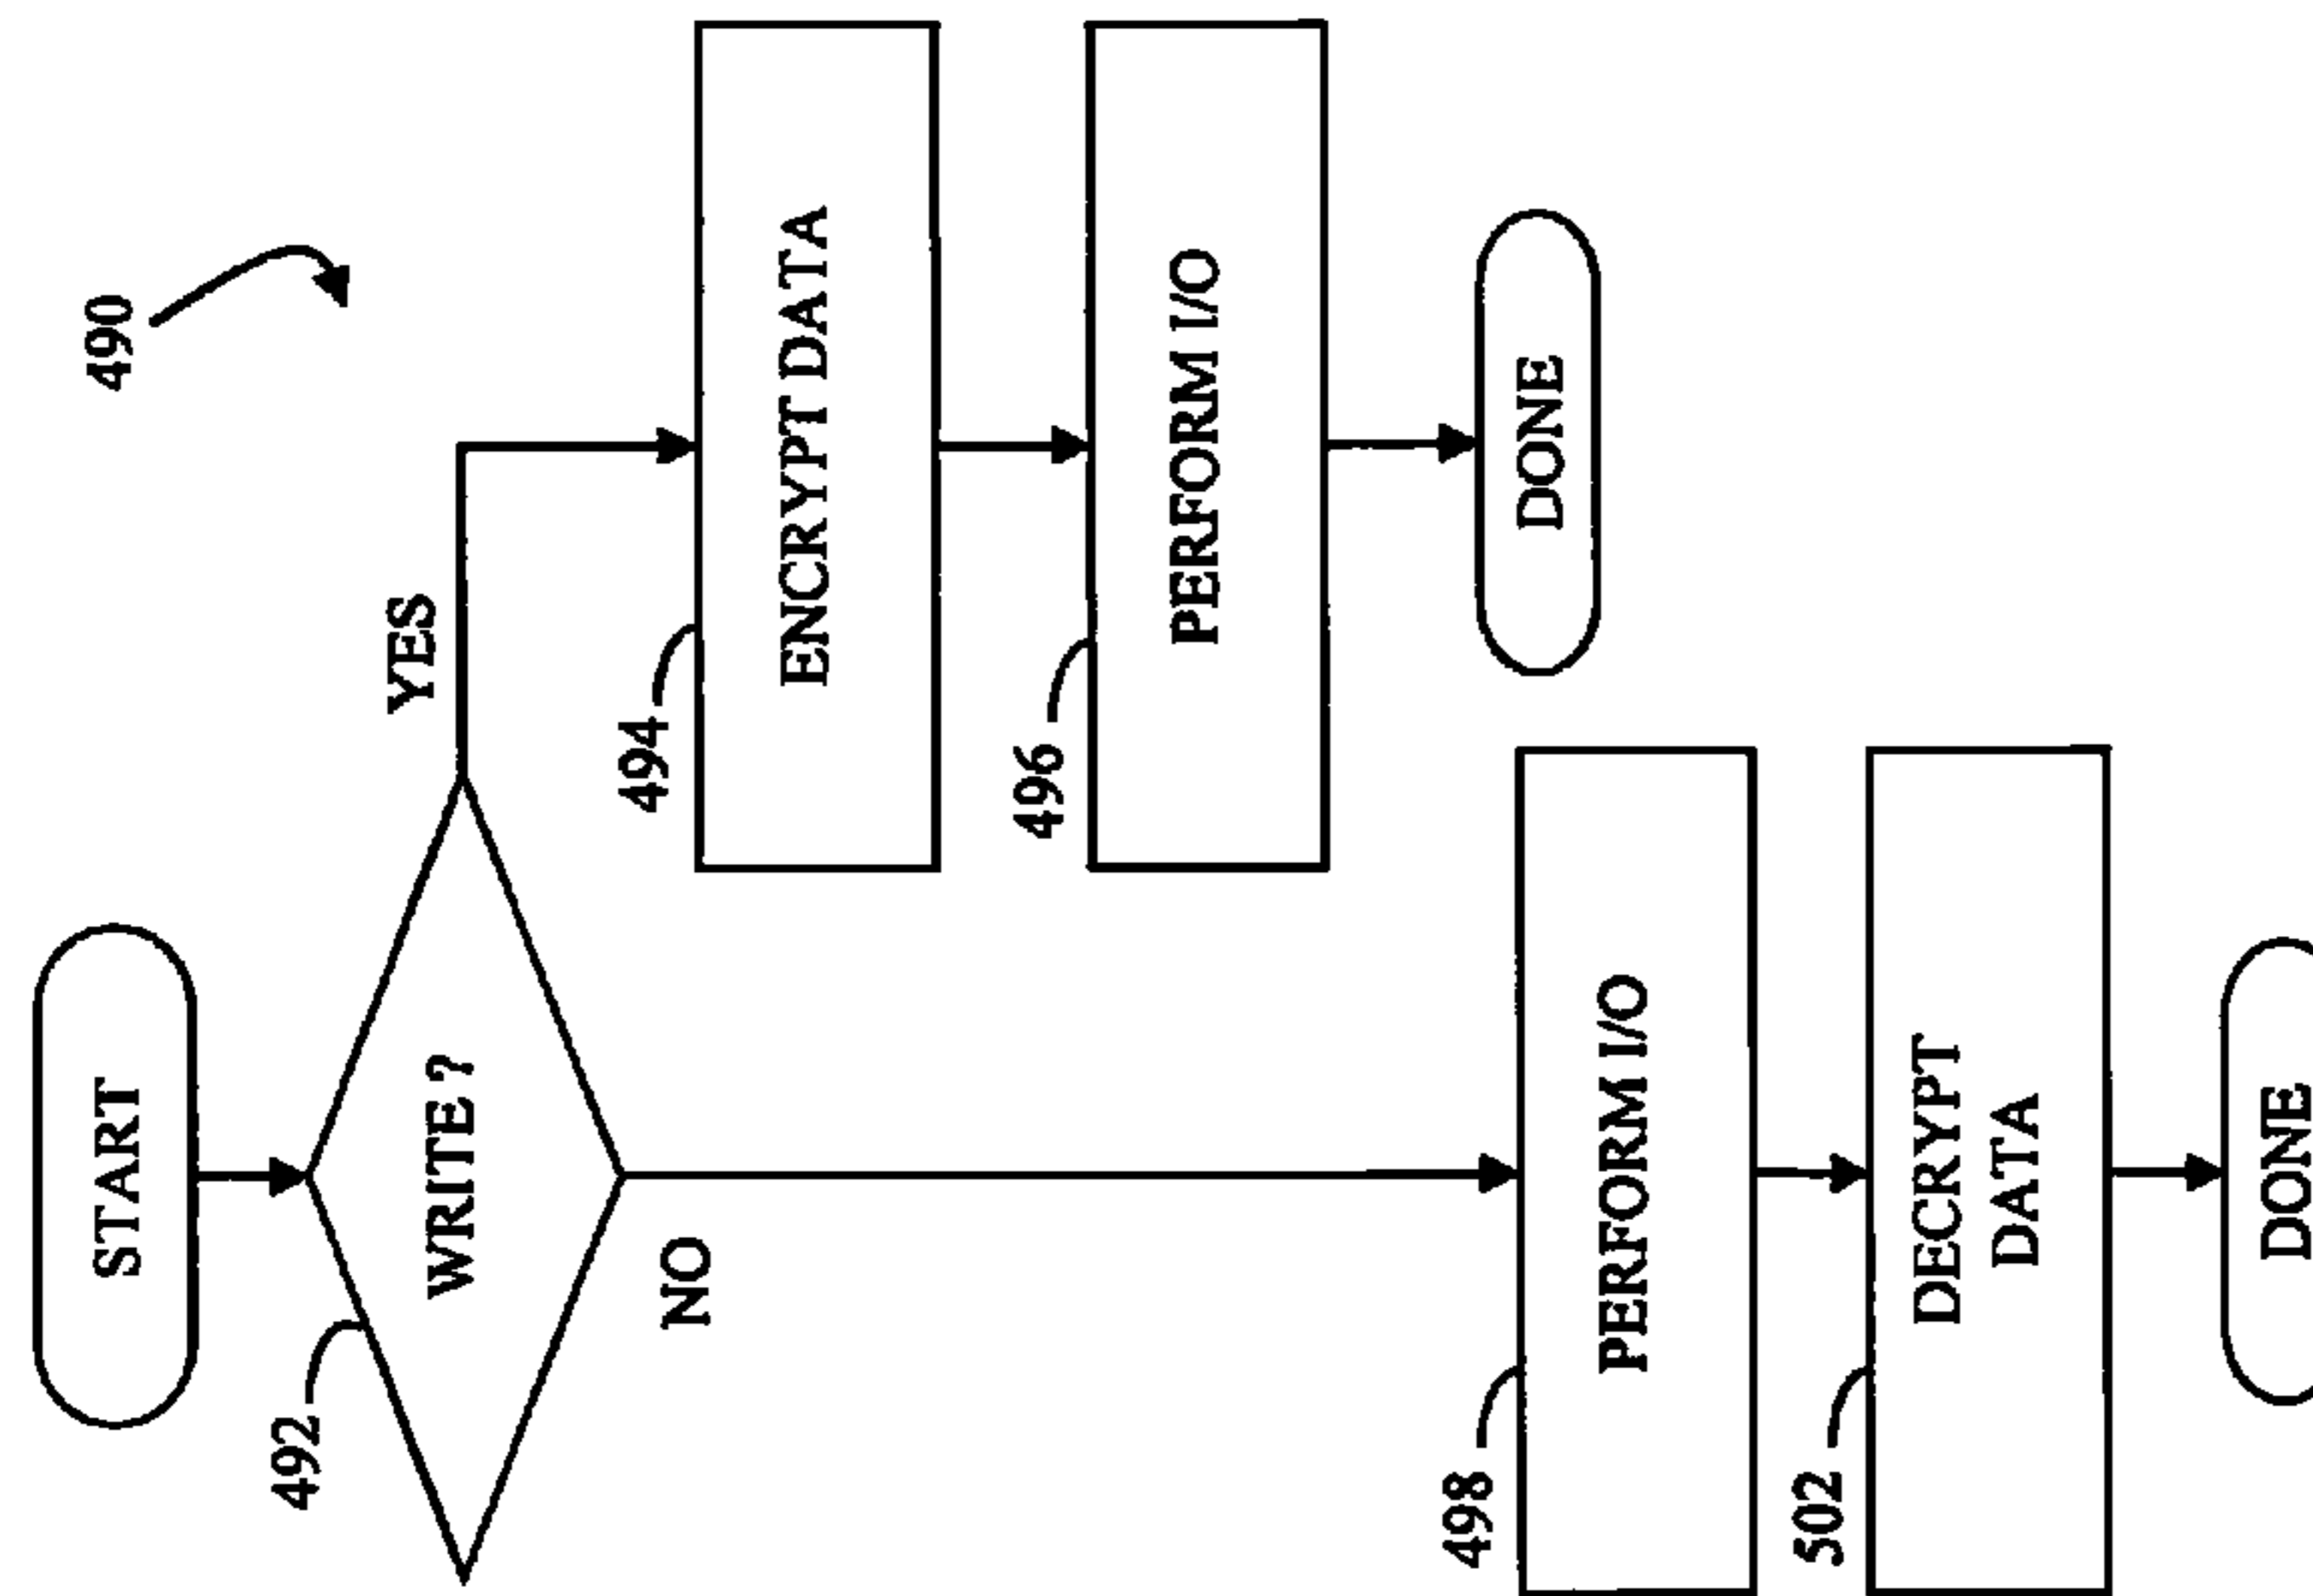 490
START
492
WRITE ?
YES
NO
494
ENCRYPT DATA
496
PERFORM I/O
DONE
498
PERFORM I/O
502
DECRYPT
DATA
DONE